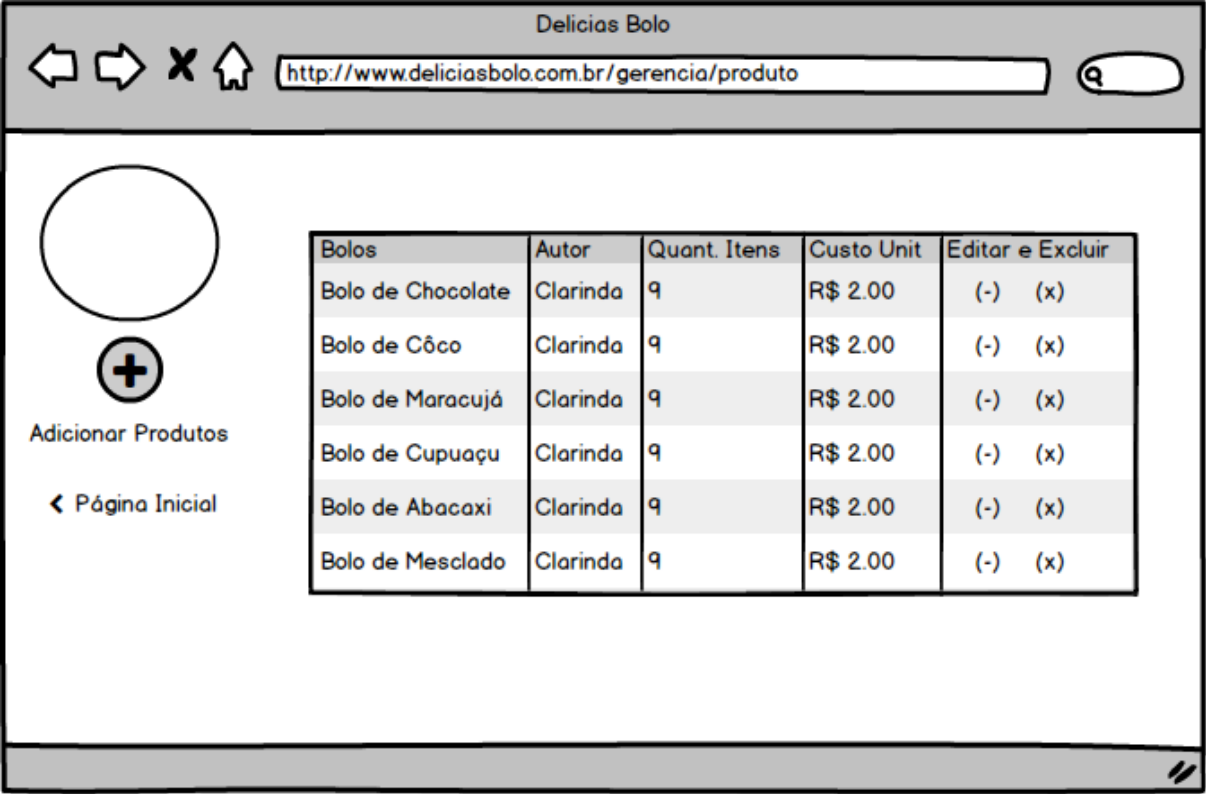 Delicias Bolo
http://www.deliciasbolo.com.br/gerencia/produto
Adicionar Produtos
Página Inicial
Bolos Autor Quant. Itens Custo Unit Editar e Excluir
Bolo de Chocolate Clarinda 9 R$ 2.00 (-) (x)
Bolo de Côco Clarinda 9 R$ 2.00 (-) (x)
Bolo de Maracujá Clarinda 9 R$ 2.00 (-) (x)
Bolo de Cupuaçu Clarinda 9 R$ 2.00 (-) (x)
Bolo de Abacaxi Clarinda 9 R$ 2.00 (-) (x)
Bolo de Mesclado Clarinda 9 R$ 2.00 (-) (x)